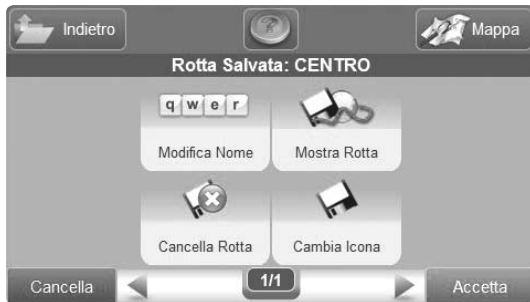 Indietro
?
Mappa
Rotta Salvata: CENTRO
q w e r
Modifica Nome
Mostra Rotta
Cancella Rotta
Cambia Icona
Cancella
1/1
Accetta